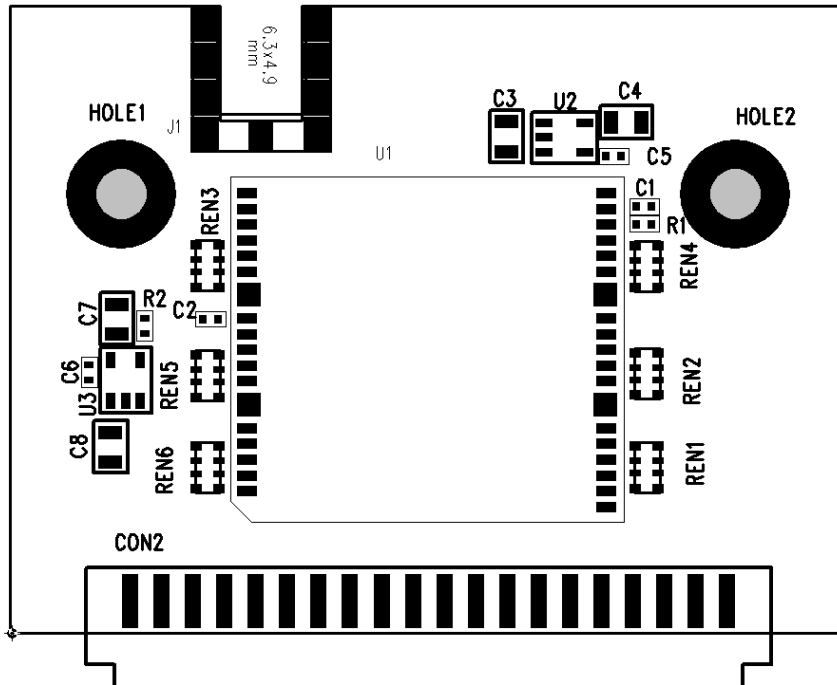 6,3x4,9
mm
HOLE1
J1
C3
U2
C4
HOLE2
U1
C5
C1
R1
REN3
REN4
C7
R2
C2
C6
U3
REN5
REN2
C8
REN6
REN1
CON2